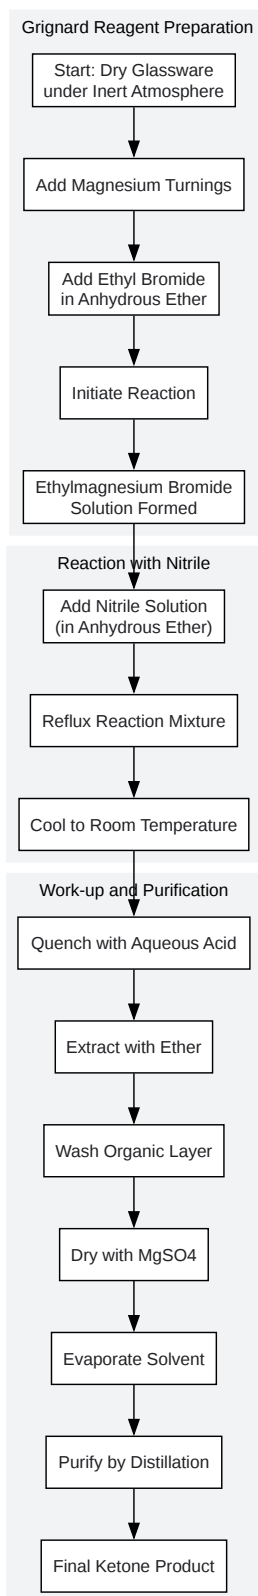 Grignard Reagent Preparation
Start: Dry Glassware
under Inert Atmosphere
Add Magnesium Turnings
Add Ethyl Bromide
in Anhydrous Ether
Initiate Reaction
Ethylmagnesium Bromide
Solution Formed
Reaction with Nitrile
Add Nitrile Solution
(in Anhydrous Ether)
Reflux Reaction Mixture
Cool to Room Temperature
Work-up and Purification
Quench with Aqueous Acid
Extract with Ether
Wash Organic Layer
Dry with MgSO4
Evaporate Solvent
Purify by Distillation
Final Ketone Product